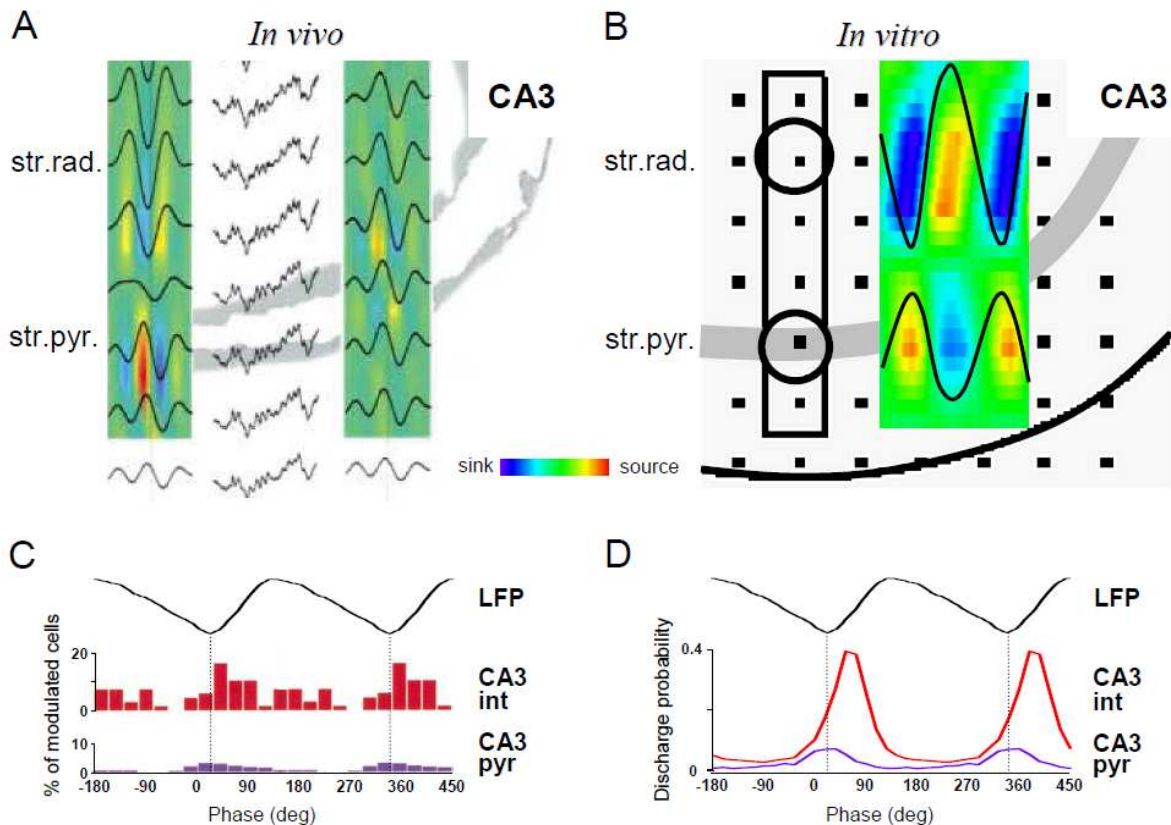 A
In vivo
CA3
str.rad.
str.pyr.
B
In vitro
CA3
str.rad.
str.pyr.
sink source
C
LFP
% of modulated cells
20
10
0
CA3
int
10
0
CA3
pyr
-180 -90 0 90 180 270 360 450
Phase (deg)
D
LFP
Discharge probability
0.4
0
CA3
int
CA3
pyr
-180 -90 0 90 180 270 360 450
Phase (deg)